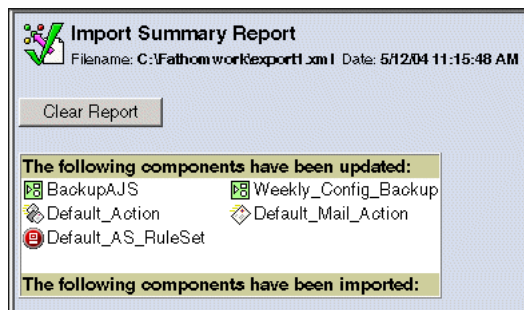 Import Summary Report
Filename: C:\Fathom work\export1.xml Date: 5/12/04 11:15:48 AM
Clear Report
The following components have been updated:
BackupAJS Weekly_Config_Backup
Default_Action Default_Mail_Action
Default_AS_RuleSet
The following components have been imported: